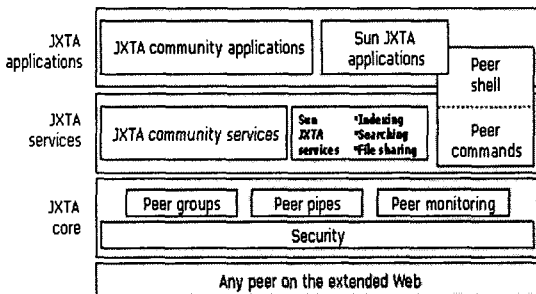 JXTA
applications
JXTA community applications
Sun JXTA
applications
Peer
shell
JXTA
services
JXTA community services
Sun •Indexing
JXTA •Searching
services •File sharing
Peer
commands
JXTA
core
Peer groups
Peer pipes
Peer monitoring
Security
Any peer on the extended Web